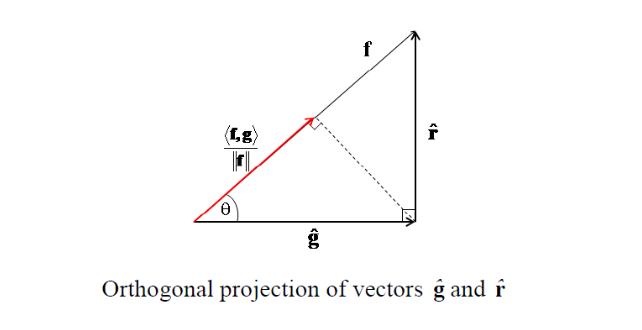 f
⟨f,g⟩
‖f‖
r̂
θ
ĝ
Orthogonal projection of vectors ĝ and r̂